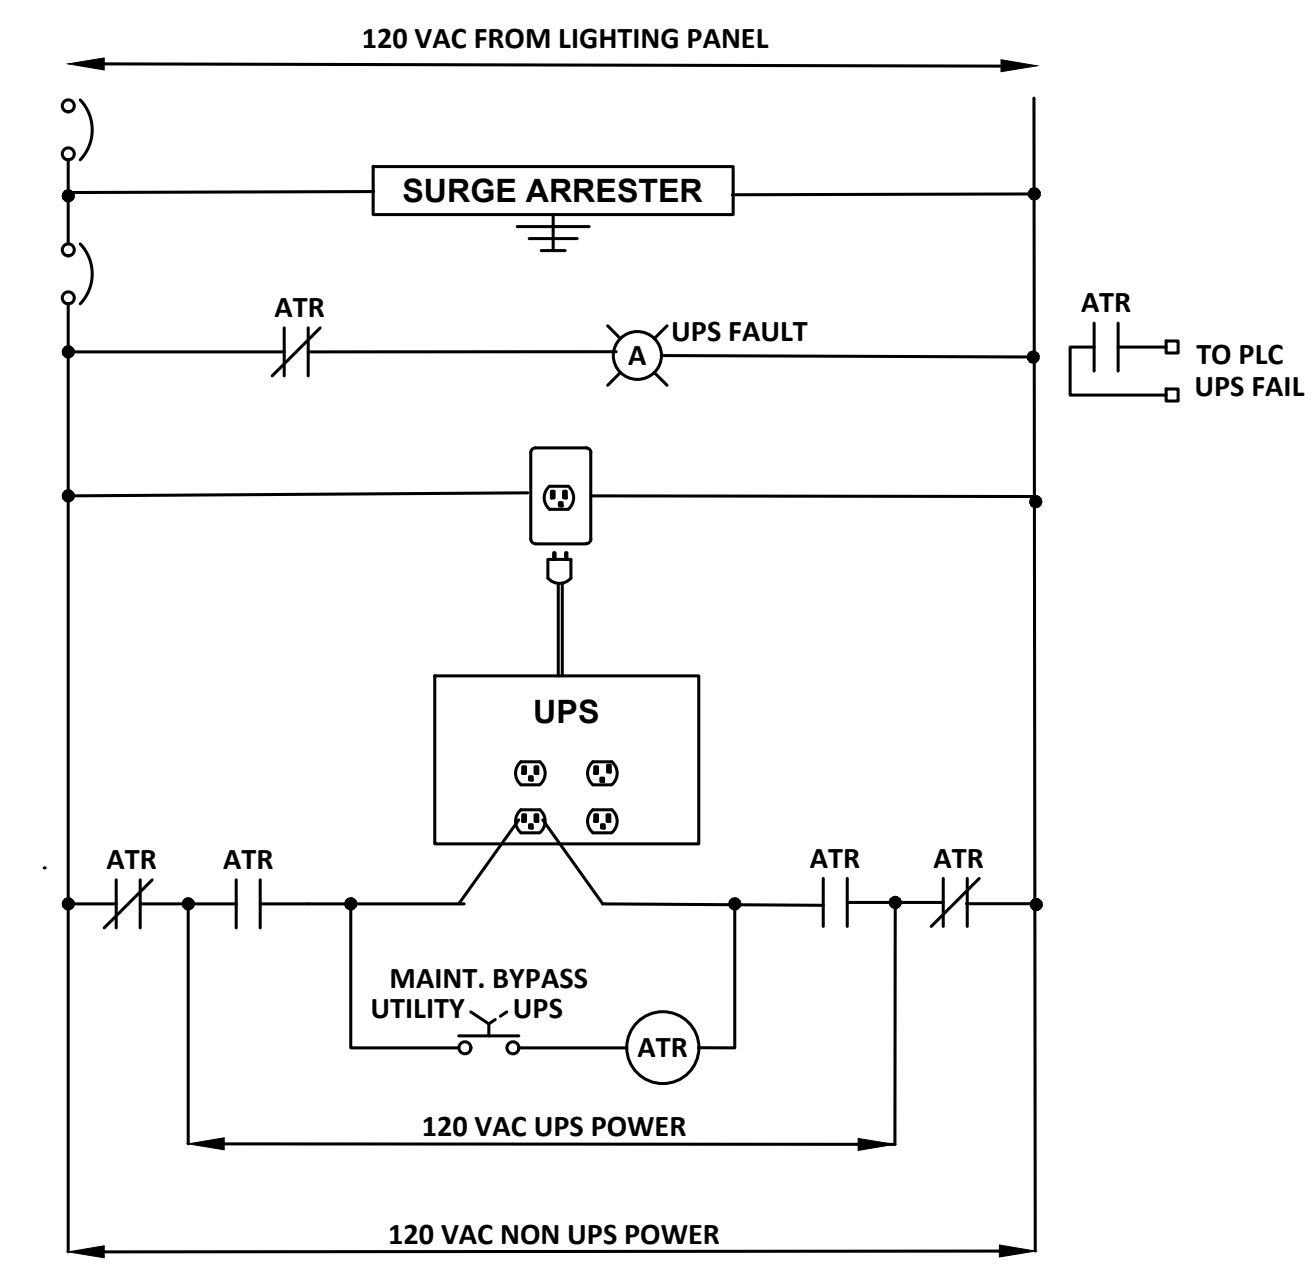 120 VAC FROM LIGHTING PANEL
SURGE ARRESTER
ATR
UPS FAULT
A
ATR
TO PLC
UPS FAIL
UPS
ATR
ATR
ATR
ATR
MAINT. BYPASS
UTILITY UPS
ATR
120 VAC UPS POWER
120 VAC NON UPS POWER